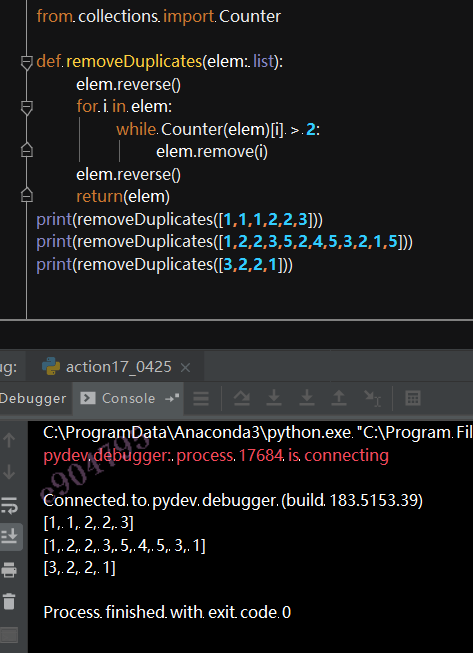 from collections import Counter
def removeDuplicates(elem: list):
elem.reverse()
for i in elem:
while Counter(elem)[i] > 2:
elem.remove(i)
elem.reverse()
return(elem)
print(removeDuplicates([1,1,1,2,2,3]))
print(removeDuplicates([1,2,2,3,5,2,4,5,3,2,1,5]))
print(removeDuplicates([3,2,2,1]))
ug: action17_0425
Debugger Console
C:\ProgramData\Anaconda3\python.exe "C:\Program Fil
pydev debugger: process 17684 is connecting
e904795
Connected to pydev debugger (build 183.5153.39)
[1, 1, 2, 2, 3]
[1, 2, 2, 3, 5, 4, 5, 3, 1]
[3, 2, 2, 1]
Process finished with exit code 0